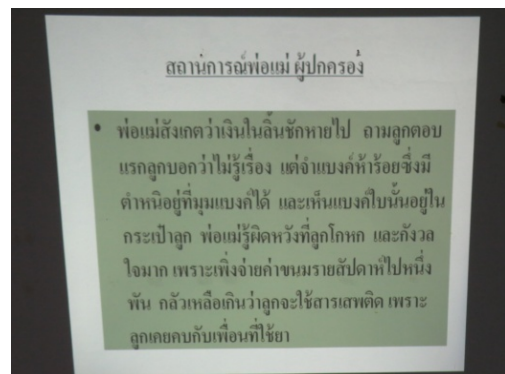 สถานการณ์พ่อแม่ ผู้ปกครอง
• พ่อแม่สังเกตว่าเงินในลิ้นชักหายไป ถามลูกตอบ
แรกลูกบอกว่าไม่รู้เรื่อง แต่จำแบงค์ห้าร้อยซึ่งมี
ตำหนิอยู่ที่มุมแบงค์ได้ และเห็นแบงค์ใบนั้นอยู่ใน
กระเป๋าลูก พ่อแม่รู้ผิดหวังที่ลูกโกหก และกังวล
ใจมาก เพราะเพิ่งจ่ายค่าขนมรายสัปดาห์ไปหนึ่ง
พัน กลัวเหลือเกินว่าลูกจะใช้สารเสพติด เพราะ
ลูกเคยคบกับเพื่อนที่ใช้ยา